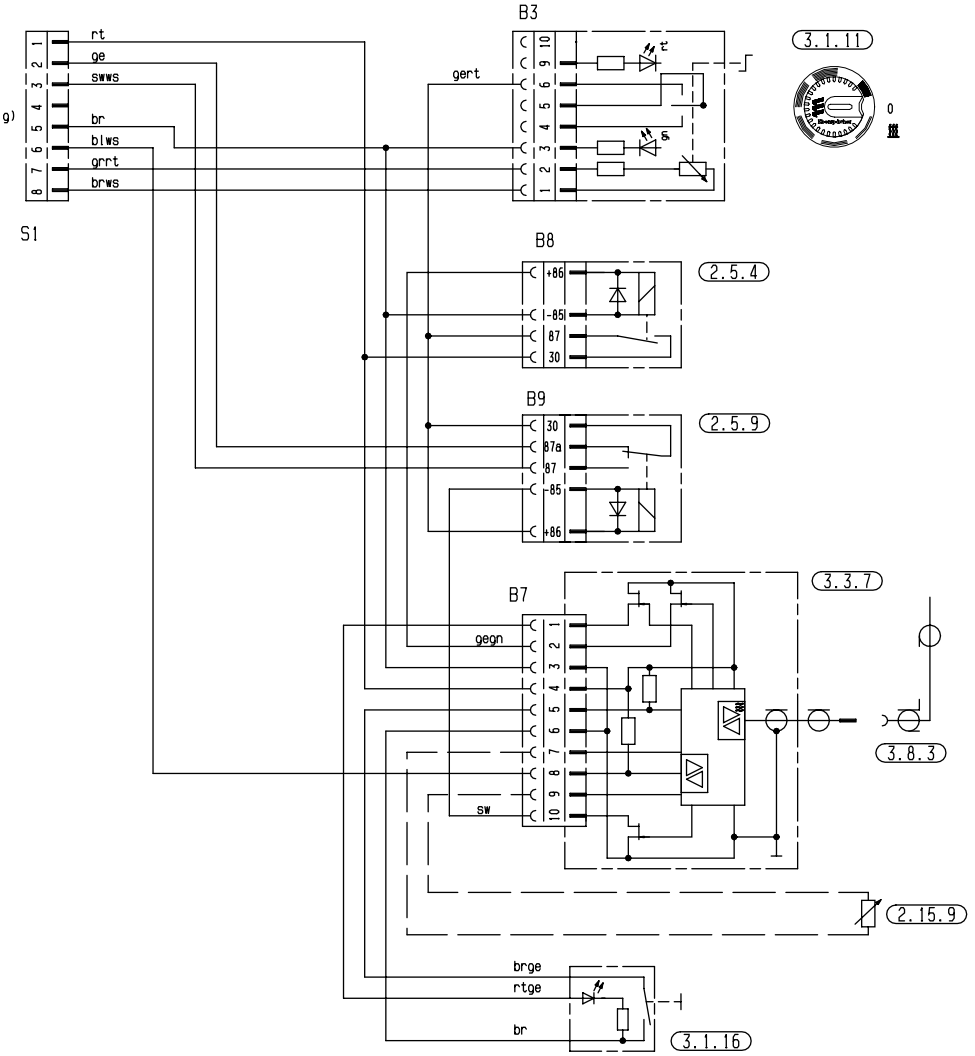 B3
1 rt
2 ge
3 swws
4
g)
5 br
6 blws
7 grrt
8 brws
S1
gert
10
9 rt
6
5
4
3
2
1
3.1.11
0
B8
+86
-85
87
30
2.5.4
B9
30
87a
87
-85
+86
2.5.9
B7
3.3.7
1
gegn 2
3
4
5
6
7
8
9
sw 10
3.8.3
2.15.9
brge
rtge
br
3.1.16